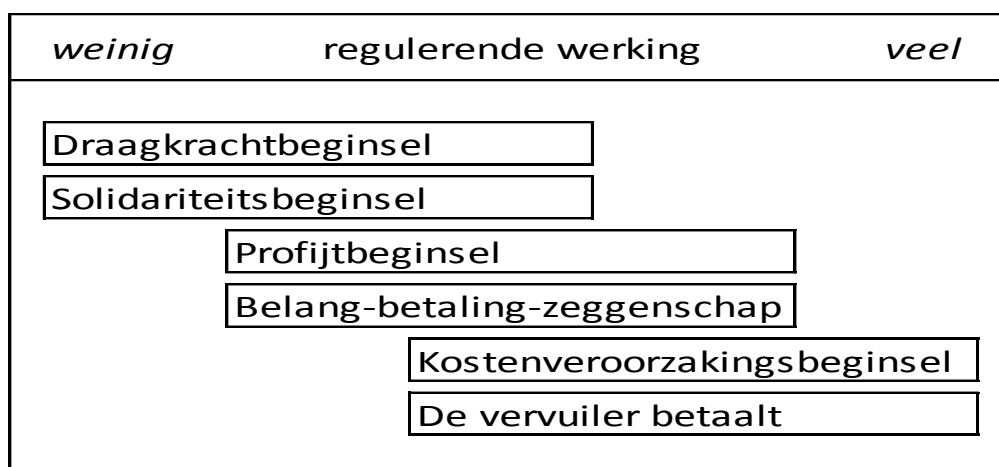 weinig regulerende werking veel
Draagkrachtbeginsel
Solidariteitsbeginsel
Profijtbeginsel
Belang-betaling-zeggenschap
Kostenveroorzakingsbeginsel
De vervuiler betaalt